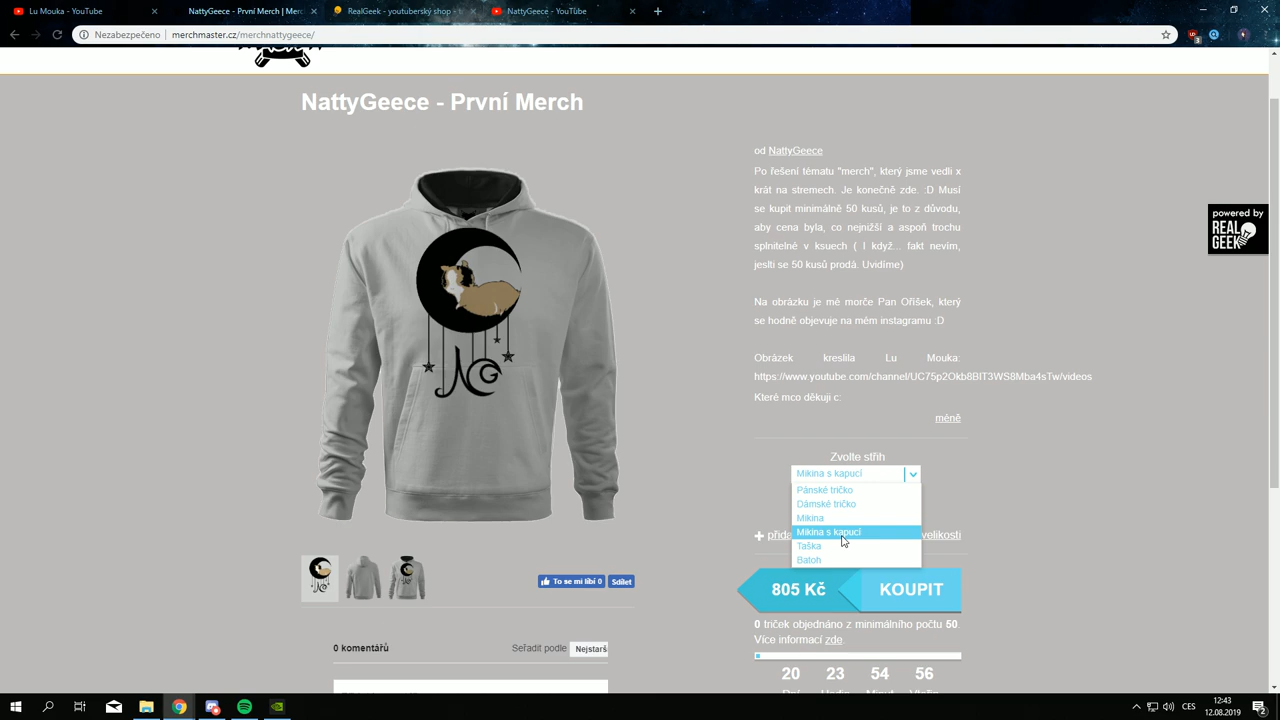 Lu Mouka - YouTube
NattyGeece - První Merch | Merc
RealGeek - youtuberský shop - t
NattyGeece - YouTube
Nezabezpečeno
merchmaster.cz/merchnattygeece/
NattyGeece - První Merch
od NattyGeece
Po řešení tématu "merch", který jsme vedli x
krát na stremech. Je konečně zde. :D Musí
se kupit minimálně 50 kusů, je to z důvodu,
aby cena byla, co nejnižší a aspoň trochu
splnitelné v ksuech ( I když... fakt nevím,
jeslti se 50 kusů prodá. Uvidíme)
Na obrázku je mé morče Pan Oříšek, který
se hodně objevuje na mém instagramu :D
Obrázek kreslila Lu Mouka:
https://www.youtube.com/channel/UC75p2Okb8BIT3WS8Mba4sTw/videos
Které mco děkuji c:
méně
powered by
REAL
GEEK
NG
Zvolte střih
Mikina s kapucí
Pánské tričko
Dámské tričko
Mikina
Mikina s kapucí
Taška
Batoh
velikosti
805 Kč
KOUPIT
To se mi líbí 0
Sdílet
0 triček objednáno z minimálního počtu 50.
Více informací zde.
0 komentářů
Seřadit podle
Nejstarš
20 23 54 56
CES
12:43
12.08.2019